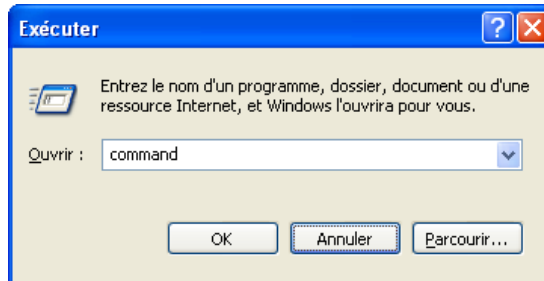 Exécuter
Entrez le nom d'un programme, dossier, document ou d'une
ressource Internet, et Windows l'ouvrira pour vous.
Ouvrir : command
OK Annuler Parcourir...